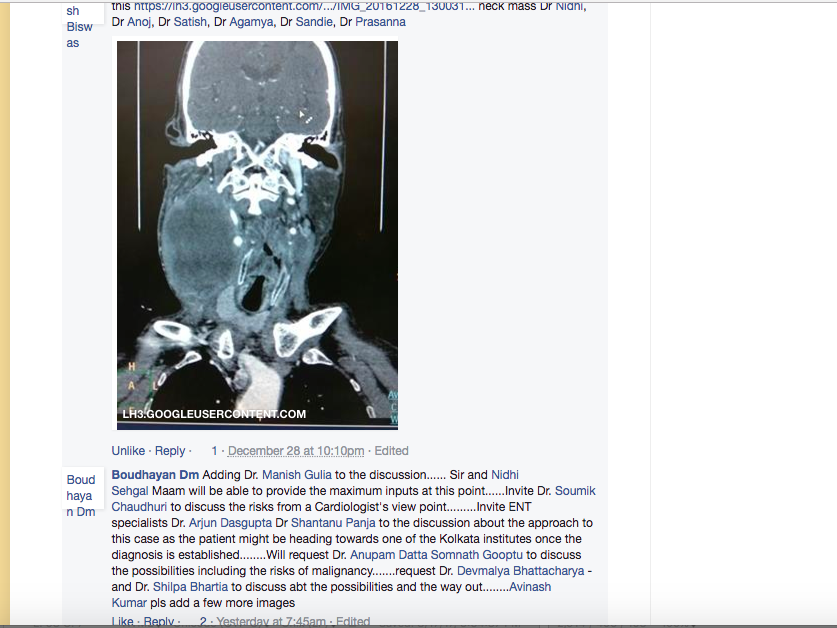 sh
Bisw
as
this https://lh3.googleusercontent.com/.../IMG_20161228_130031... neck mass Dr Nidhi,
Dr Anoj, Dr Satish, Dr Agamya, Dr Sandie, Dr Prasanna
H
A
L
LH3.GOOGLEUSERCONTENT.COM
Unlike · Reply · 1 · December 28 at 10:10pm · Edited
Boud
haya
n Dm
Boudhayan Dm Adding Dr. Manish Gulia to the discussion...... Sir and Nidhi
Sehgal Maam will be able to provide the maximum inputs at this point......Invite Dr. Soumik
Chaudhuri to discuss the risks from a Cardiologist's view point.........Invite ENT
specialists Dr. Arjun Dasgupta Dr Shantanu Panja to the discussion about the approach to
this case as the patient might be heading towards one of the Kolkata institutes once the
diagnosis is established........Will request Dr. Anupam Datta Somnath Gooptu to discuss
the possibilities including the risks of malignancy.......request Dr. Devmalya Bhattacharya -
and Dr. Shilpa Bhartia to discuss abt the possibilities and the way out........Avinash
Kumar pls add a few more images
Like · Reply · 2 · Yesterday at 7:45am · Edited